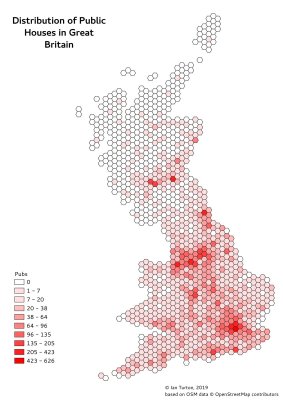 Distribution of Public
Houses in Great
Britain
Pubs
0
1 - 7
7 - 20
20 - 38
38 - 64
64 - 96
96 - 135
135 - 205
205 - 423
423 - 626
© Ian Turton, 2019
based on OSM data © OpenStreetMap contributors